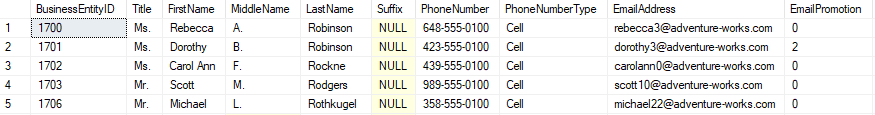 BusinessEntityID Title FirstName MiddleName LastName Suffix PhoneNumber PhoneNumberType EmailAddress EmailPromotion
1 1700 Ms. Rebecca A. Robinson NULL 648-555-0100 Cell rebecca3@adventure-works.com 0
2 1701 Ms. Dorothy B. Robinson NULL 423-555-0100 Cell dorothy3@adventure-works.com 2
3 1702 Ms. Carol Ann F. Rockne NULL 439-555-0100 Cell carolann0@adventure-works.com 0
4 1703 Mr. Scott M. Rodgers NULL 989-555-0100 Cell scott10@adventure-works.com 0
5 1706 Mr. Michael L. Rothkugel NULL 358-555-0100 Cell michael22@adventure-works.com 0